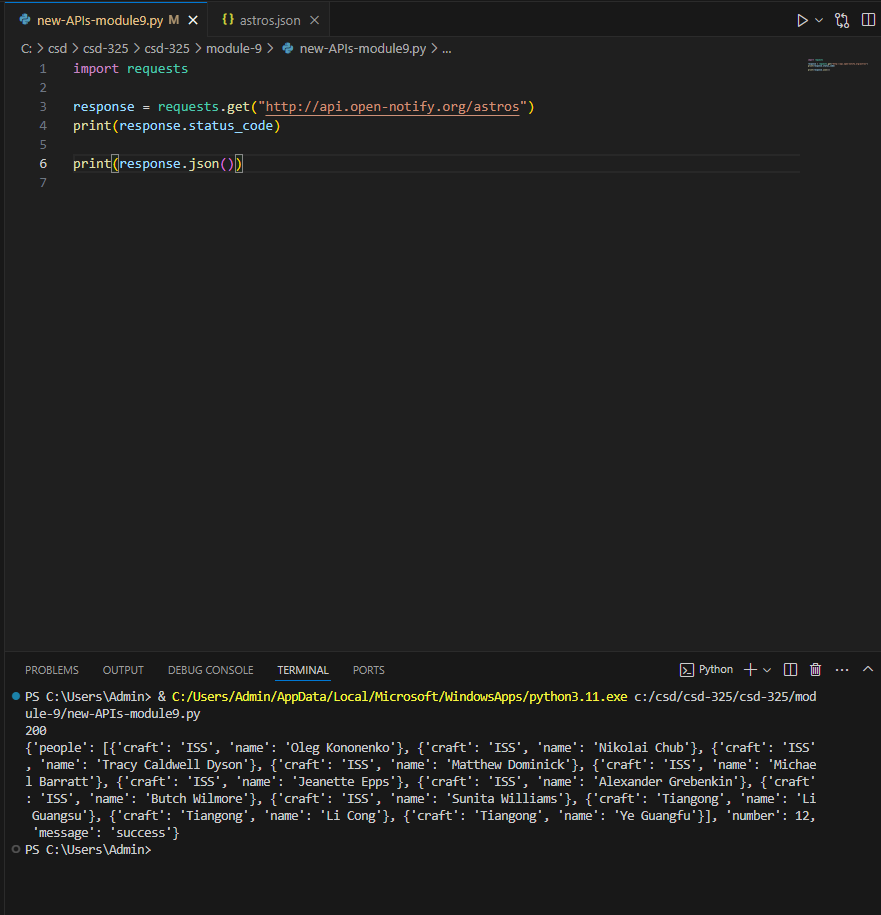 new-APIs-module9.py M
{} astros.json
C: > csd > csd-325 > csd-325 > module-9 > new-APIs-module9.py > ...
1 import requests
2
3 response = requests.get("http://api.open-notify.org/astros")
4 print(response.status_code)
5
6 print(response.json())
7
PROBLEMS OUTPUT DEBUG CONSOLE TERMINAL PORTS Python
PS C:\Users\Admin> & C:/Users/Admin/AppData/Local/Microsoft/WindowsApps/python3.11.exe c:/csd/csd-325/csd-325/mod
ule-9/new-APIs-module9.py
200
{'people': [{'craft': 'ISS', 'name': 'Oleg Kononenko'}, {'craft': 'ISS', 'name': 'Nikolai Chub'}, {'craft': 'ISS'
, 'name': 'Tracy Caldwell Dyson'}, {'craft': 'ISS', 'name': 'Matthew Dominick'}, {'craft': 'ISS', 'name': 'Michae
l Barratt'}, {'craft': 'ISS', 'name': 'Jeanette Epps'}, {'craft': 'ISS', 'name': 'Alexander Grebenkin'}, {'craft'
: 'ISS', 'name': 'Butch Wilmore'}, {'craft': 'ISS', 'name': 'Sunita Williams'}, {'craft': 'Tiangong', 'name': 'Li
 Guangsu'}, {'craft': 'Tiangong', 'name': 'Li Cong'}, {'craft': 'Tiangong', 'name': 'Ye Guangfu'}], 'number': 12,
 'message': 'success'}
PS C:\Users\Admin>